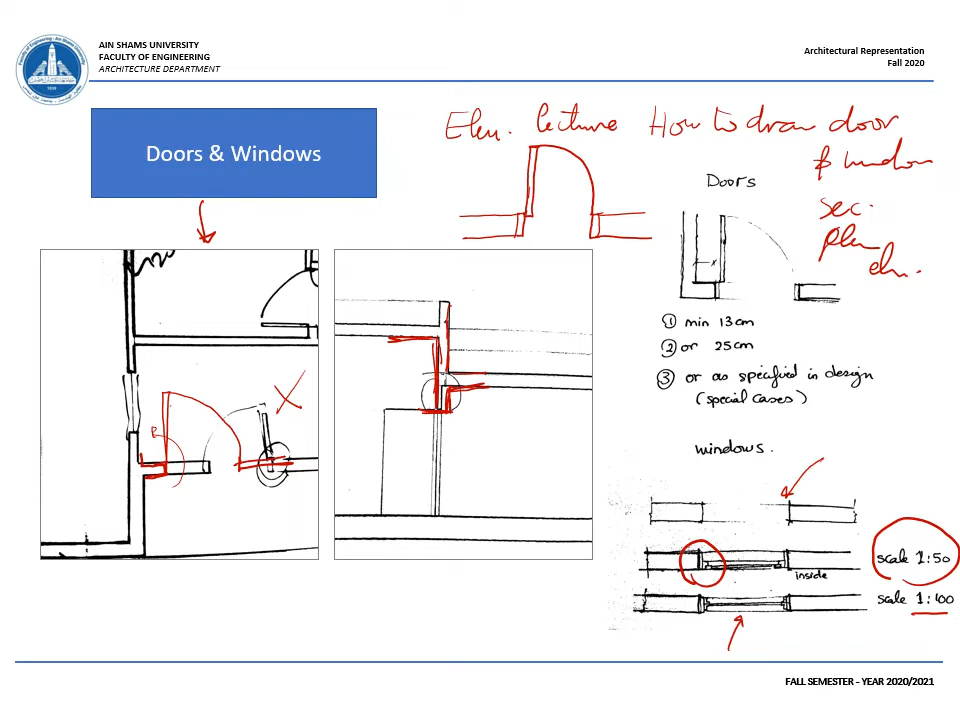 AIN SHAMS UNIVERSITY
FACULTY OF ENGINEERING
ARCHITECTURE DEPARTMENT
Architectural Representation
Fall 2020
Doors & Windows
Elev. lecture How to draw door
& window
sec.
plan
elev.
Doors
① min 13cm
② or 25cm
③ or as specified in design
(special cases)
windows.
scale 1:50
inside
scale 1:100
FALL SEMESTER - YEAR 2020/2021